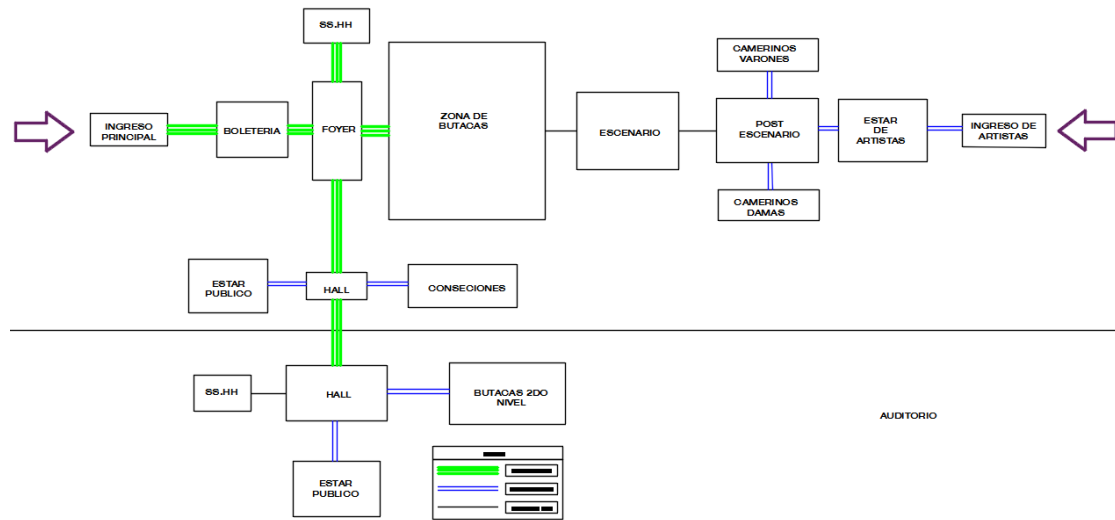 SS.HH
INGRESO
PRINCIPAL
BOLETERIA
FOYER
ZONA DE
BUTACAS
ESCENARIO
CAMERINOS
VARONES
POST
ESCENARIO
ESTAR
DE
ARTISTAS
INGRESO DE
ARTISTAS
CAMERINOS
DAMAS
ESTAR
PUBLICO
HALL
CONSECIONES
SS.HH
HALL
BUTACAS 2DO
NIVEL
AUDITORIO
ESTAR
PUBLICO